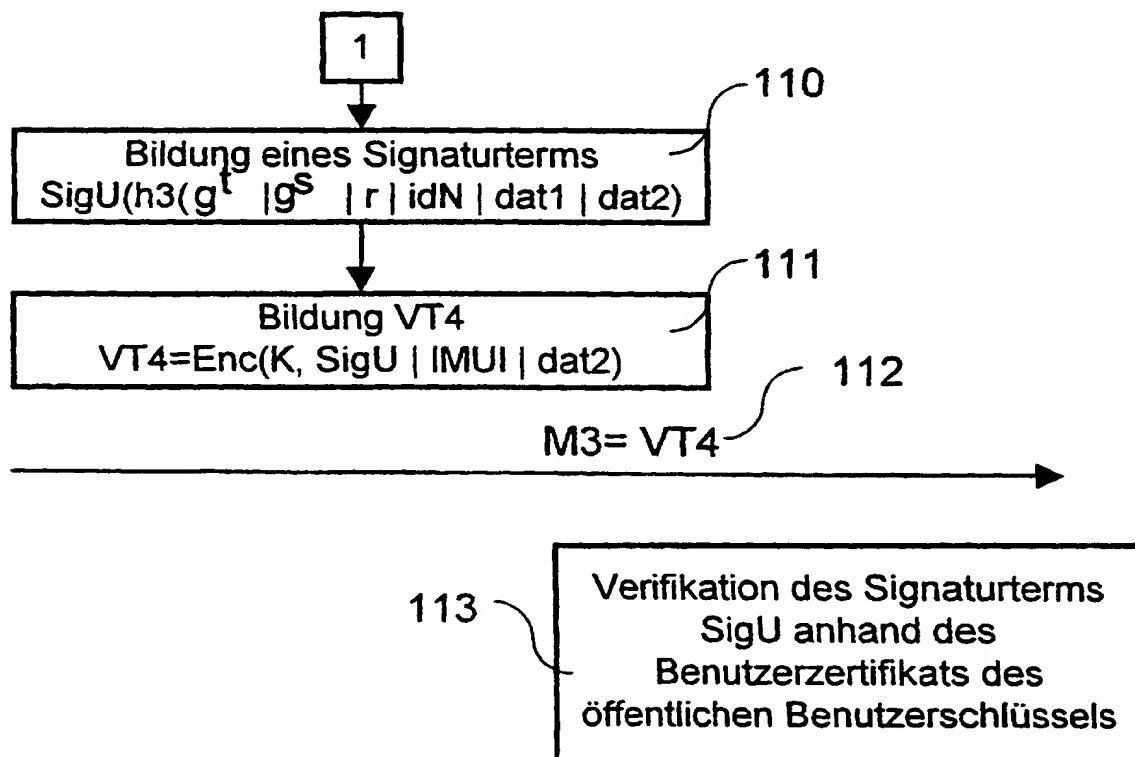 1
110
Bildung eines Signaturterms
SigU(h3(g^t |g^s | r | idN | dat1 | dat2)
111
Bildung VT4
VT4=Enc(K, SigU | IMUI | dat2)
112
M3= VT4
113
Verifikation des Signaturterms
SigU anhand des
Benutzerzertifikats des
öffentlichen Benutzerschlüssels